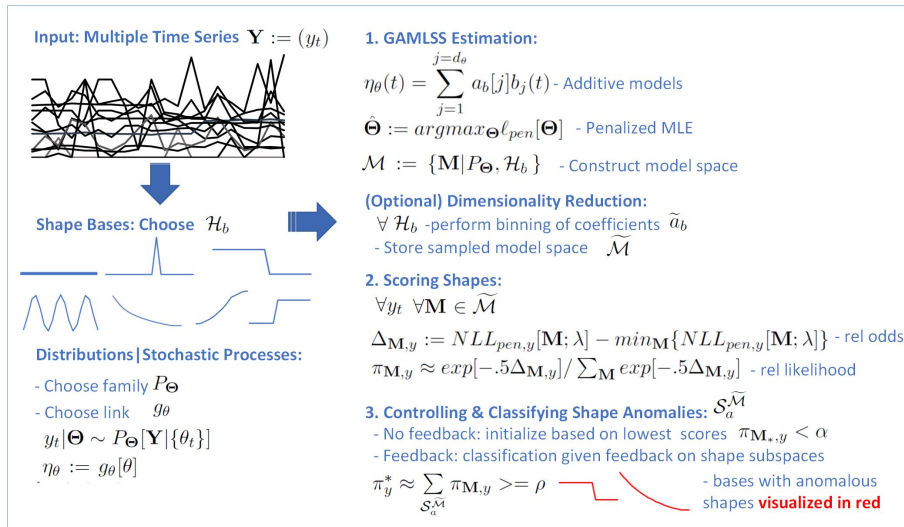 Input: Multiple Time Series Y := (y_t)
Shape Bases: Choose ℋ_b
Distributions|Stochastic Processes:
- Choose family P_Θ
- Choose link g_θ
y_t|Θ ∼ P_Θ[Y|{θ_t}]
η_θ := g_θ[θ]
1. GAMLSS Estimation:
η_θ(t) = ∑_{j=1}^{j=d_θ} a_b[j]b_j(t) - Additive models
Θ̂ := argmax_Θ ℓ_pen[Θ] - Penalized MLE
ℳ := {M|P_Θ, ℋ_b} - Construct model space
(Optional) Dimensionality Reduction:
∀ ℋ_b -perform binning of coefficients ã_b
- Store sampled model space ℳ̃
2. Scoring Shapes:
∀y_t ∀M ∈ ℳ̃
Δ_{M,y} := NLL_{pen,y}[M; λ] − min_M{NLL_{pen,y}[M; λ]} - rel odds
π_{M,y} ≈ exp[−.5Δ_{M,y}]/∑_M exp[−.5Δ_{M,y}] - rel likelihood
3. Controlling & Classifying Shape Anomalies: 𝒮_a^{ℳ̃}
- No feedback: initialize based on lowest scores π_{M_*,y} < α
- Feedback: classification given feedback on shape subspaces
π_y^* ≈ ∑_{𝒮_a^{ℳ̃}} π_{M,y} >= ρ
- bases with anomalous
shapes visualized in red